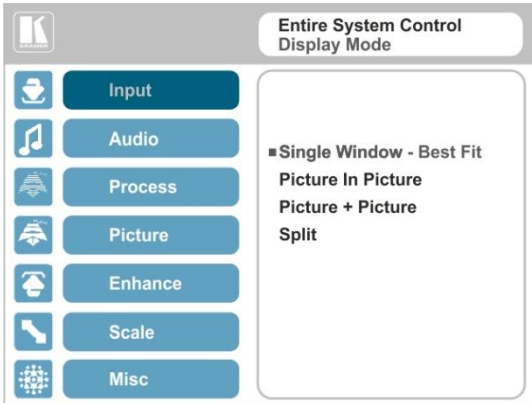 KRAMER
Entire System Control
Display Mode
Input
Audio
Process
Picture
Enhance
Scale
Misc
Single Window - Best Fit
Picture In Picture
Picture + Picture
Split